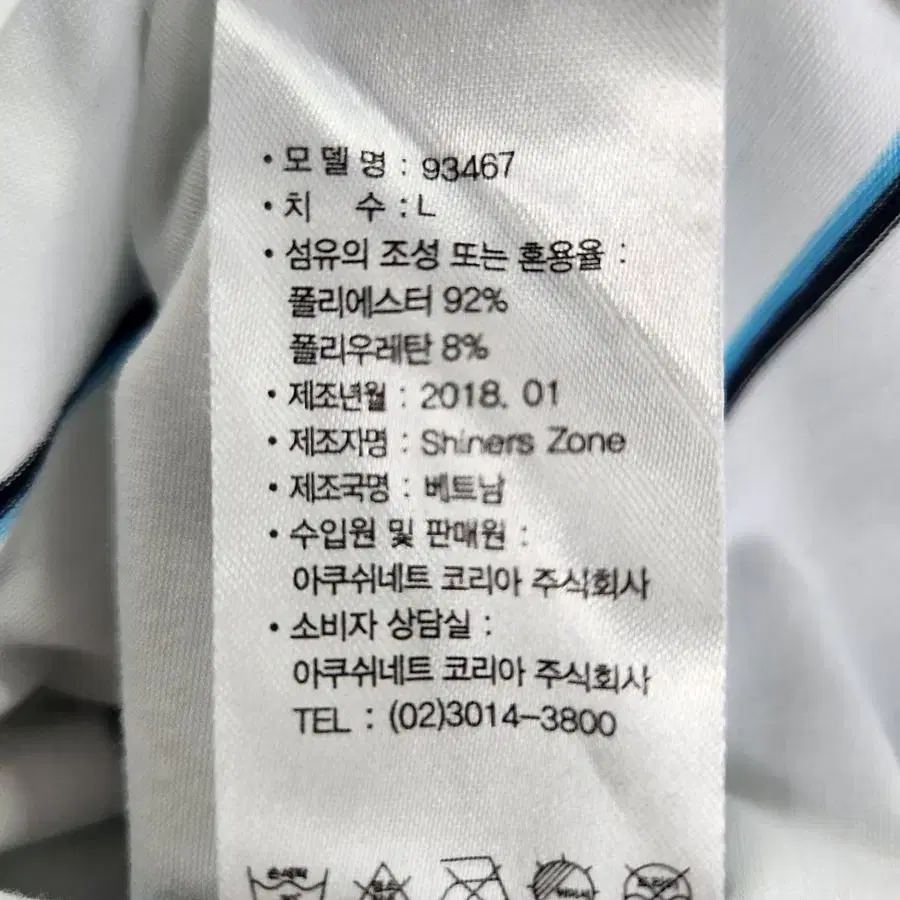 • 모델명 : 93467
• 치 수 : L
• 섬유의 조성 또는 혼용율 :
폴리에스터 92%
폴리우레탄 8%
• 제조년월 : 2018. 01
• 제조자명 : Shiners Zone
• 제조국명 : 베트남
• 수입원 및 판매원 :
아쿠쉬네트 코리아 주식회사
• 소비자 상담실 :
아쿠쉬네트 코리아 주식회사
TEL : (02)3014-3800
손세탁